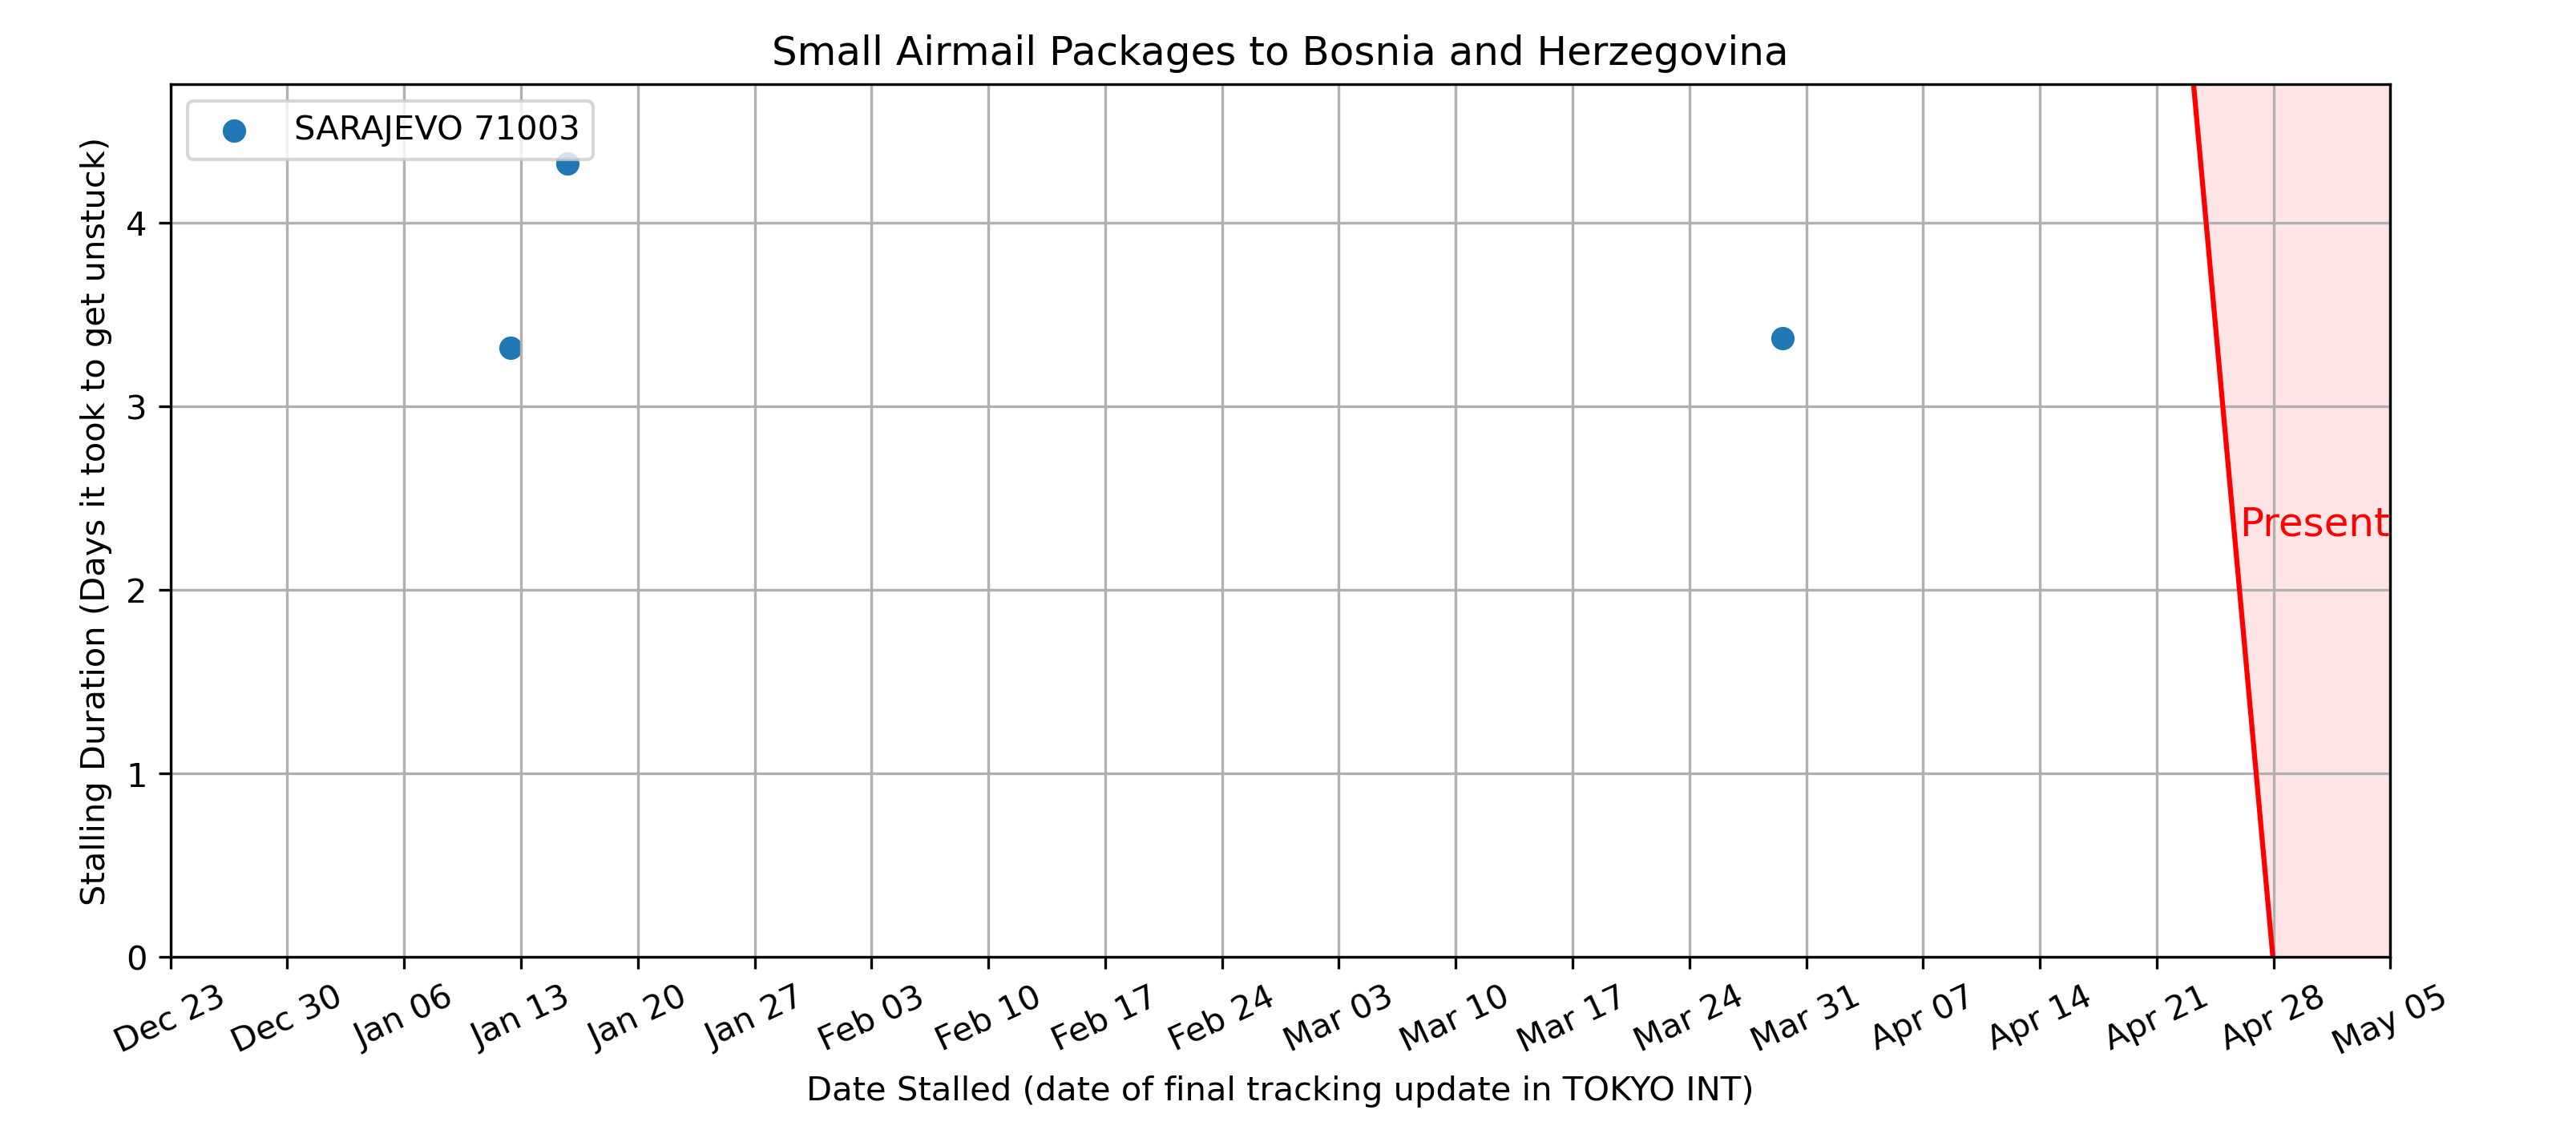 Small Airmail Packages to Bosnia and Herzegovina
SARAJEVO 71003
Stalling Duration (Days it took to get unstuck)
4
3
2
1
0
Present
Dec 23
Dec 30
Jan 06
Jan 13
Jan 20
Jan 27
Feb 03
Feb 10
Feb 17
Feb 24
Mar 03
Mar 10
Mar 17
Mar 24
Mar 31
Apr 07
Apr 14
Apr 21
Apr 28
May 05
Date Stalled (date of final tracking update in TOKYO INT)